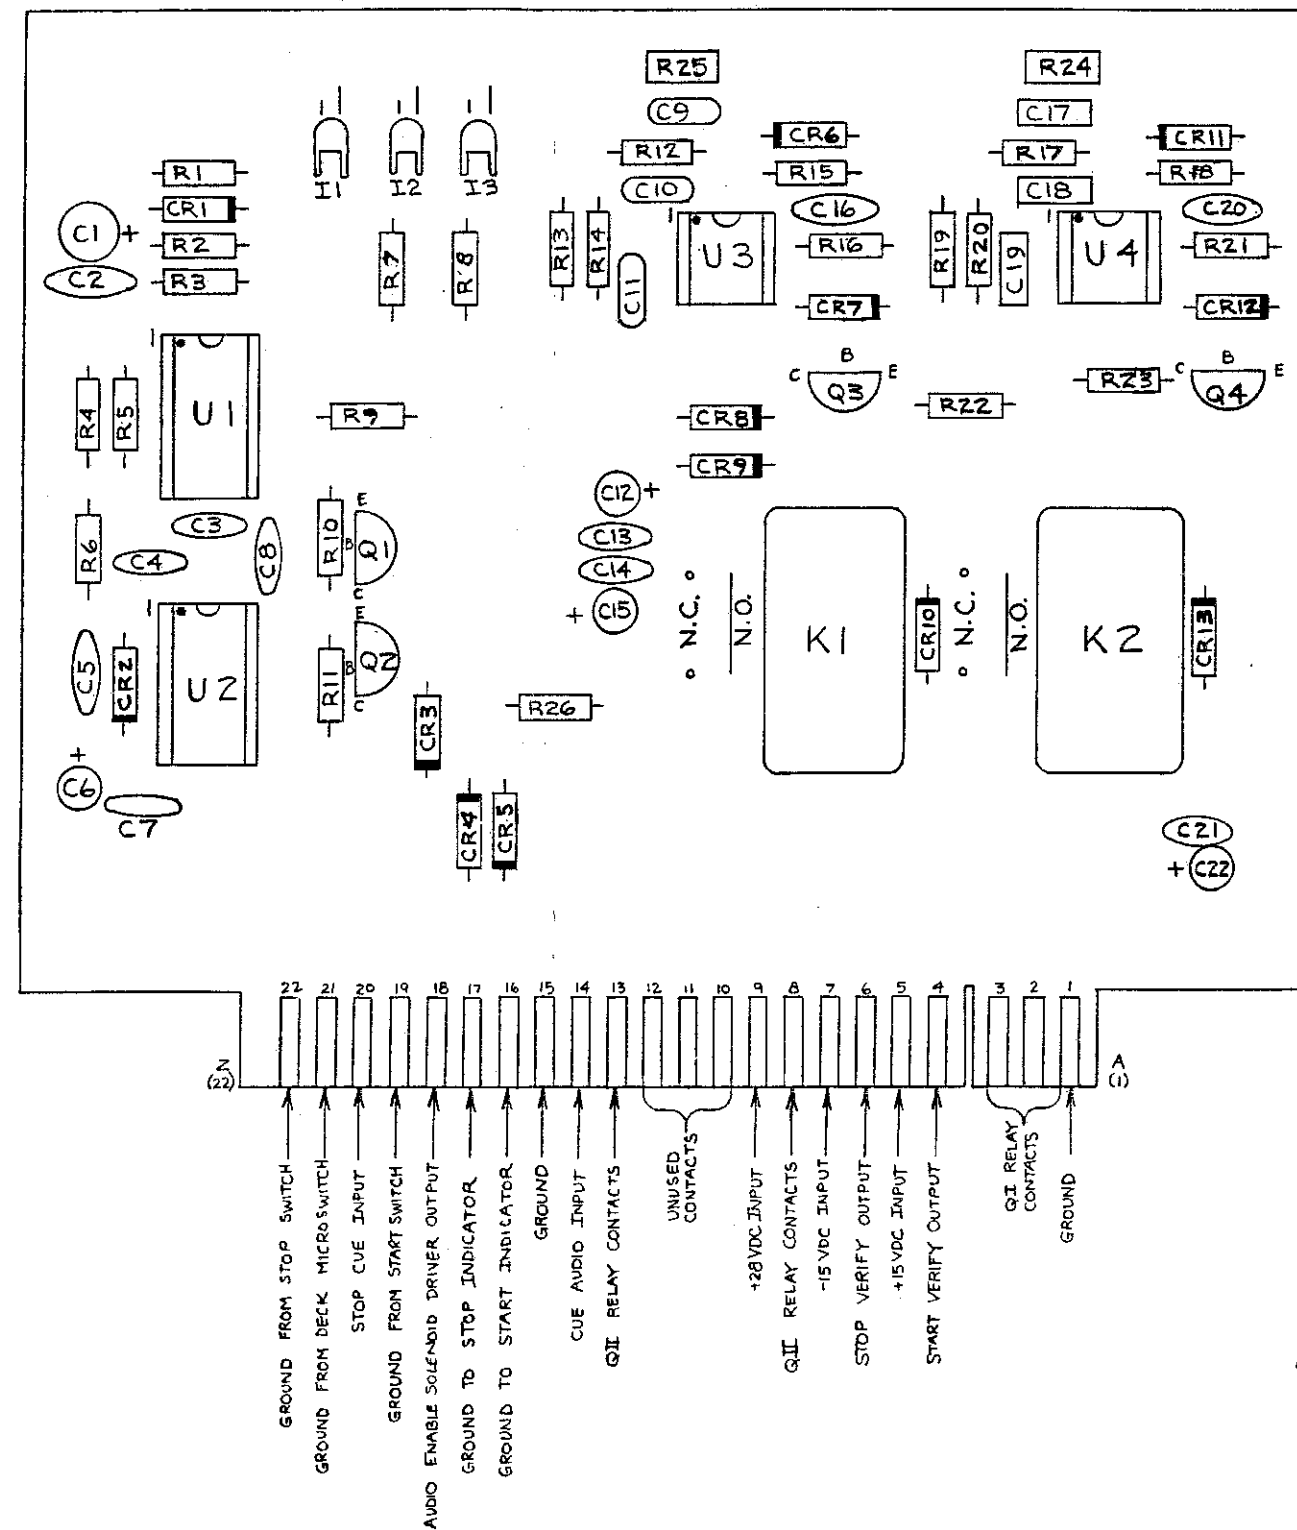 R25
R24
C9
C17
CR6
CR11
R12
R17
R1
R15
R18
I1
I2
I3
C10
C18
CR1
C16
C20
C1 +
R2
R13
R14
U3
R16
R19
R20
C19
U4
R21
C2
R3
R7
R8
C11
CR7
CR12
1
1
1
B
B
C
E
C
E
Q3
R23
Q4
R4
R5
U1
R9
CR8
R22
CR9
C12 +
E
R6
C3
C8
R10
B
Q1
C13
C4
C14
C
1
E
+ C15
N.C.
N.O.
K1
CR10
N.C.
N.O.
K2
CR13
C5
CR2
U2
R11
B
Q2
C
CR3
R26
+
C6
C7
CR4
CR5
C21
+ C22
22 21 20 19 18 17 16 15 14 13 12 11 10 9 8 7 6 5 4 3 2 1
Z
(22)
A
(1)
GROUND FROM STOP SWITCH
GROUND FROM DECK MICROSWITCH
STOP CUE INPUT
GROUND FROM START SWITCH
AUDIO ENABLE SOLENOID DRIVER OUTPUT
GROUND TO STOP INDICATOR
GROUND TO START INDICATOR
GROUND
CUE AUDIO INPUT
QII RELAY CONTACTS
UNUSED
CONTACTS
+28VDC INPUT
QII RELAY CONTACTS
-15VDC INPUT
STOP VERIFY OUTPUT
+15VDC INPUT
START VERIFY OUTPUT
QI RELAY
CONTACTS
GROUND